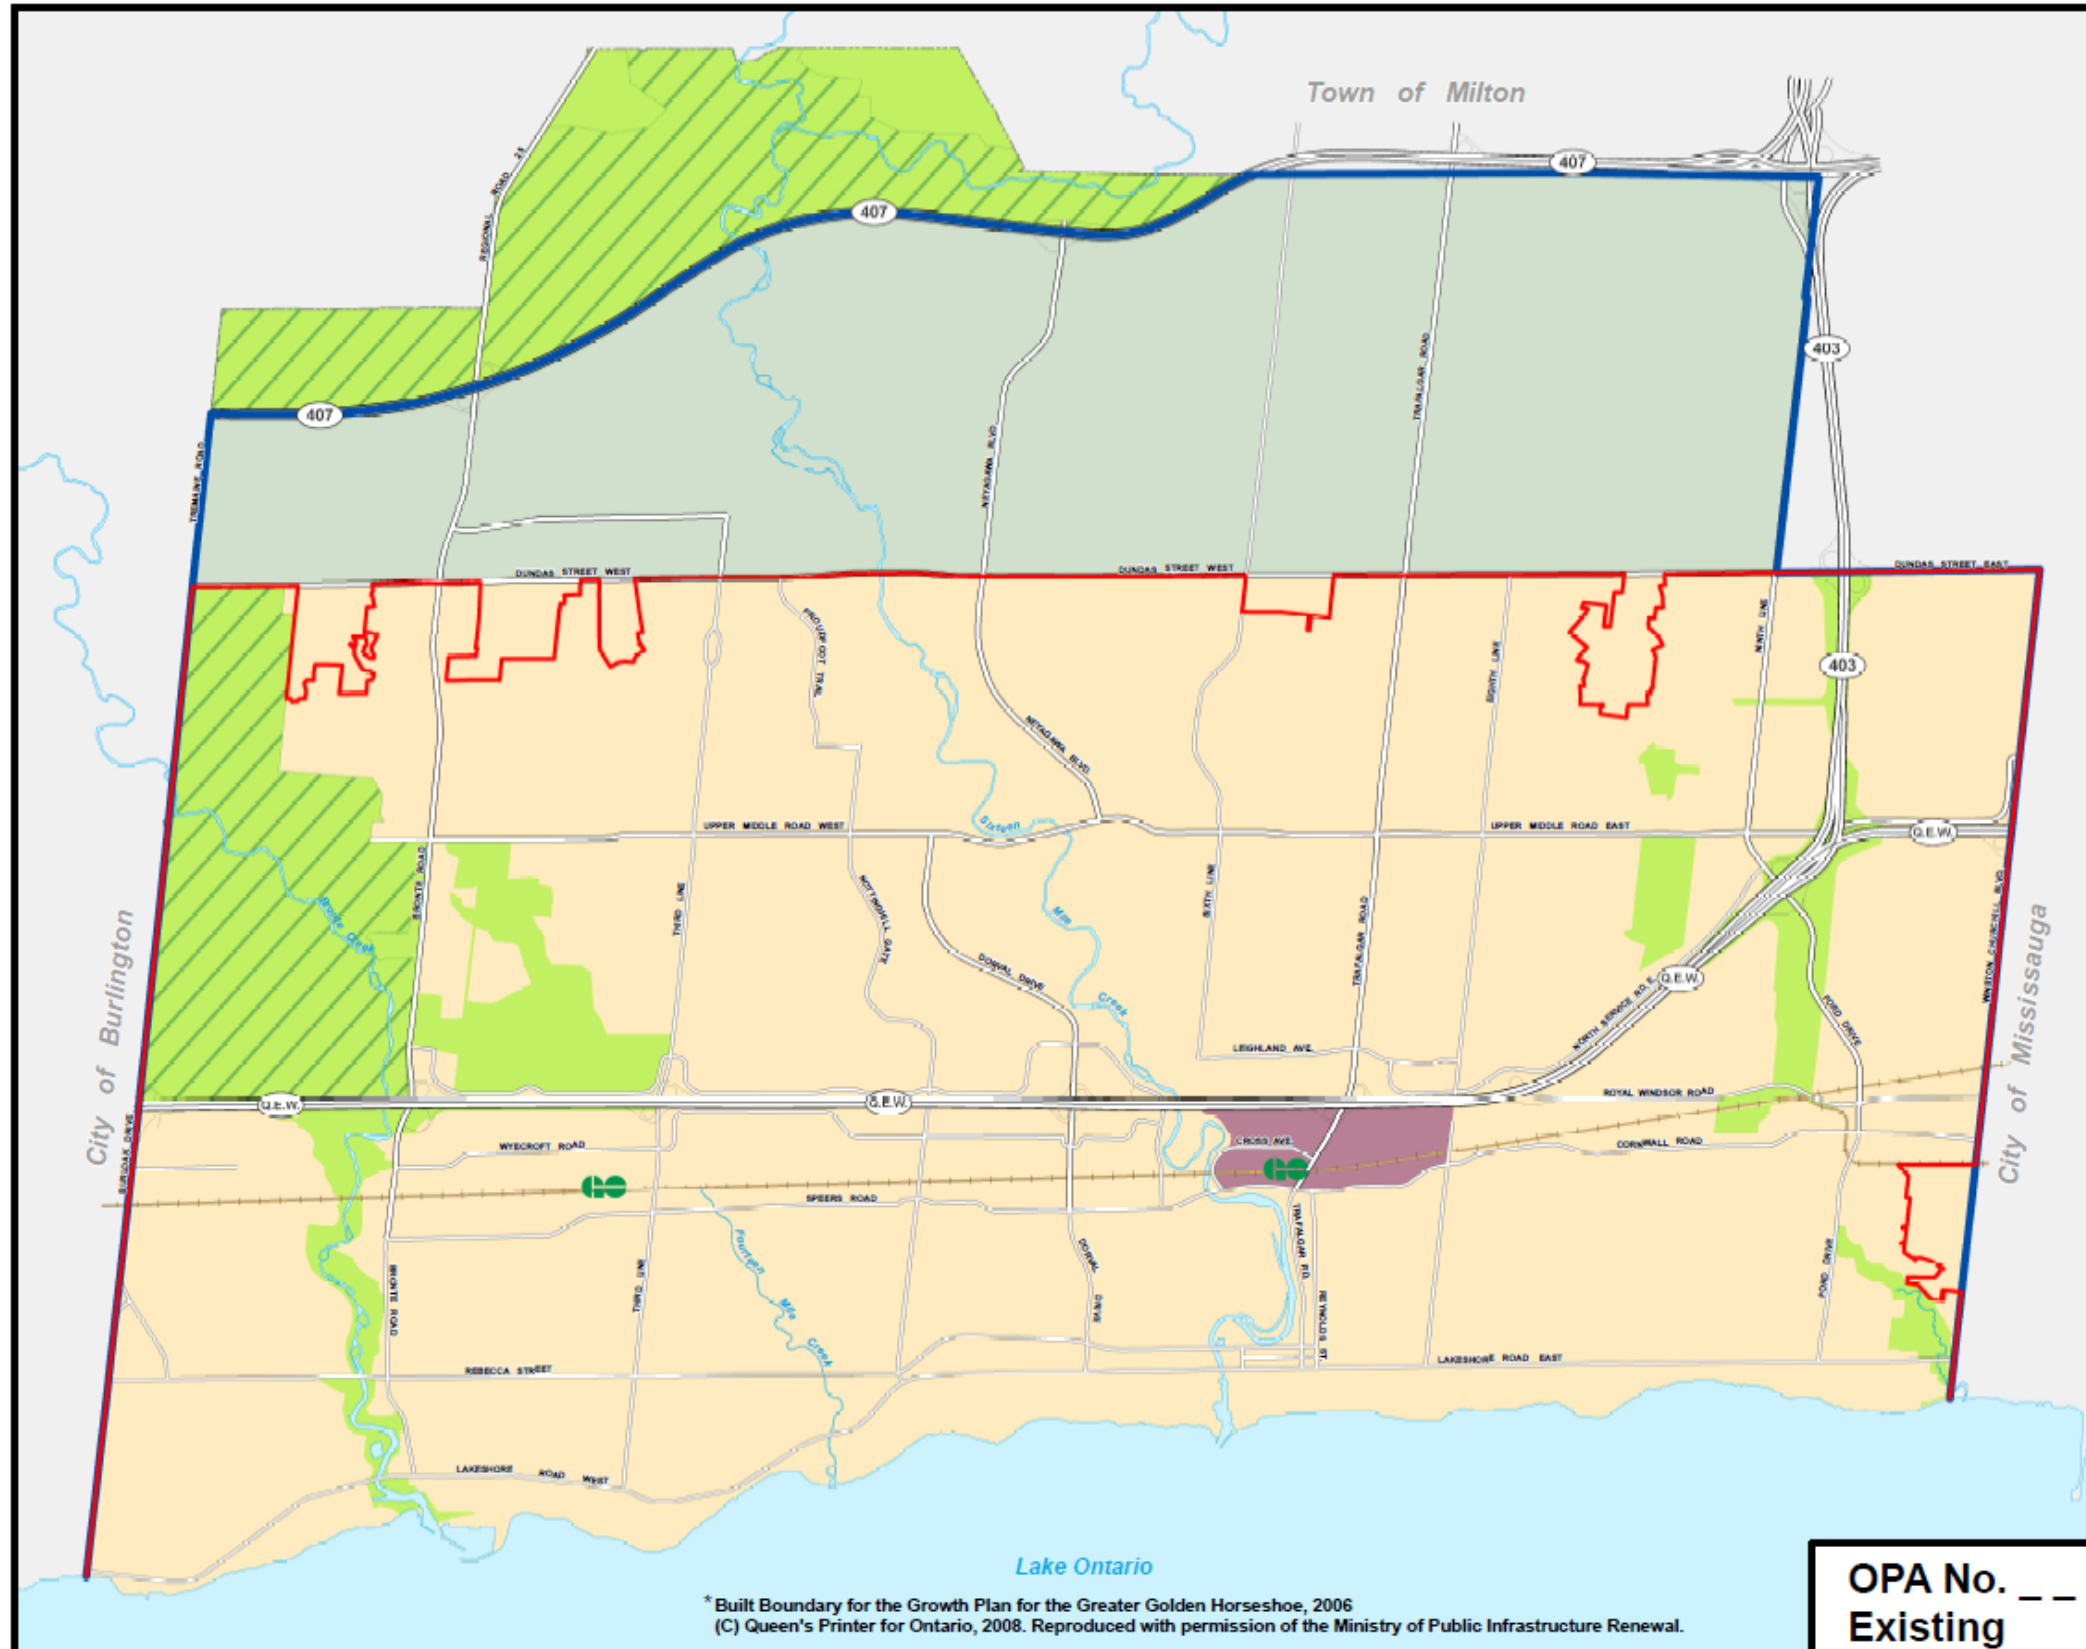 Town of Milton
407
407
REGIONAL ROAD 25
403
TRAFALGAR ROAD
407
NEYAGAWA BLVD.
TREMAINE ROAD
DUNDAS STREET WEST
DUNDAS STREET WEST
DUNDAS STREET EAST
NINTH LINE
PROUDFOOT TRAIL
EIGHTH LINE
403
NEYAGAWA BLVD.
UPPER MIDDLE ROAD WEST
Sixteen
UPPER MIDDLE ROAD EAST
Q.E.W.
BRONTE ROAD
THIRD LINE
NOTTINGHILL GATE
SIXTH LINE
WINSTON CHURCHILL BLVD
Bronte Creek
Mile
TRAFALGAR ROAD
City of Burlington
DORVAL DRIVE
Creek
Q.E.W.
City of Mississauga
NORTH SERVICE RD. E.
FORD DRIVE
LEIGHLAND AVE.
ROYAL WINDSOR ROAD
Q.E.W.
Q.E.W.
BURLOAK DRIVE
WYECROFT ROAD
CROSS AVE.
CORNWALL ROAD
GO
GO
SPEERS ROAD
Fourteen
Mile
Creek
BRONTE ROAD
THIRD LINE
DORVAL DRIVE
TRAFALGAR RD.
REYNOLDS ST.
FORD DRIVE
REBECCA STREET
LAKESHORE ROAD EAST
LAKESHORE ROAD WEST
Lake Ontario
* Built Boundary for the Growth Plan for the Greater Golden Horseshoe, 2006
(C) Queen's Printer for Ontario, 2008. Reproduced with permission of the Ministry of Public Infrastructure Renewal.
OPA No. _ _
Existing